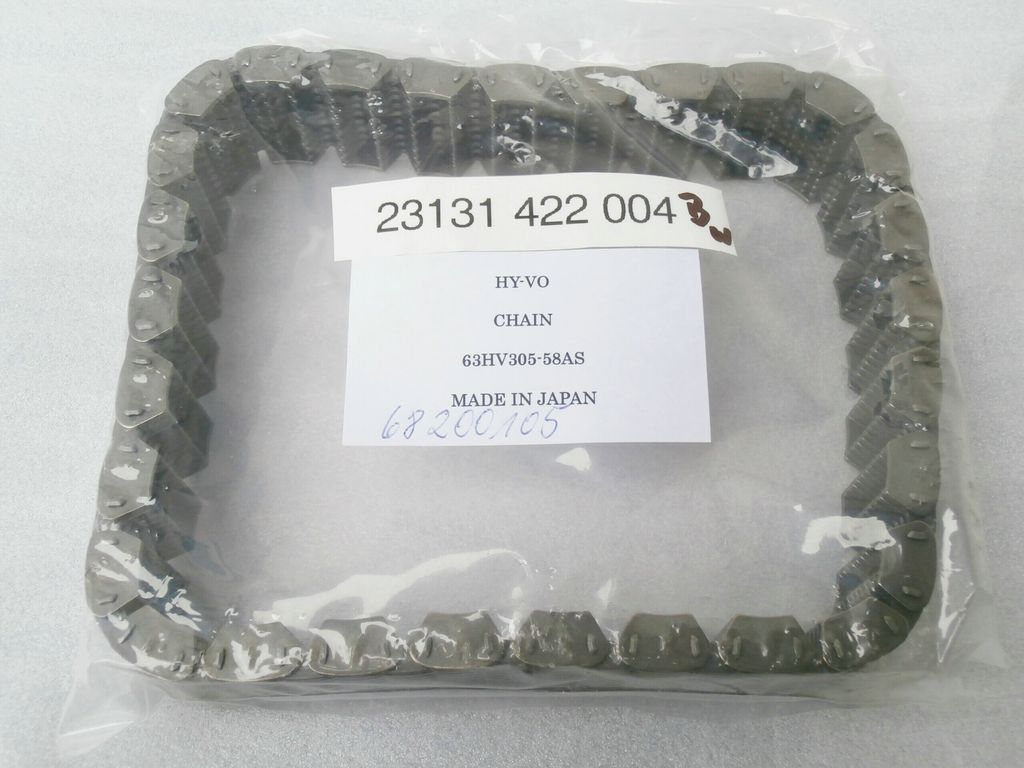 23131 422 004
HY-VO
CHAIN
63HV305-58AS
MADE IN JAPAN
68200105